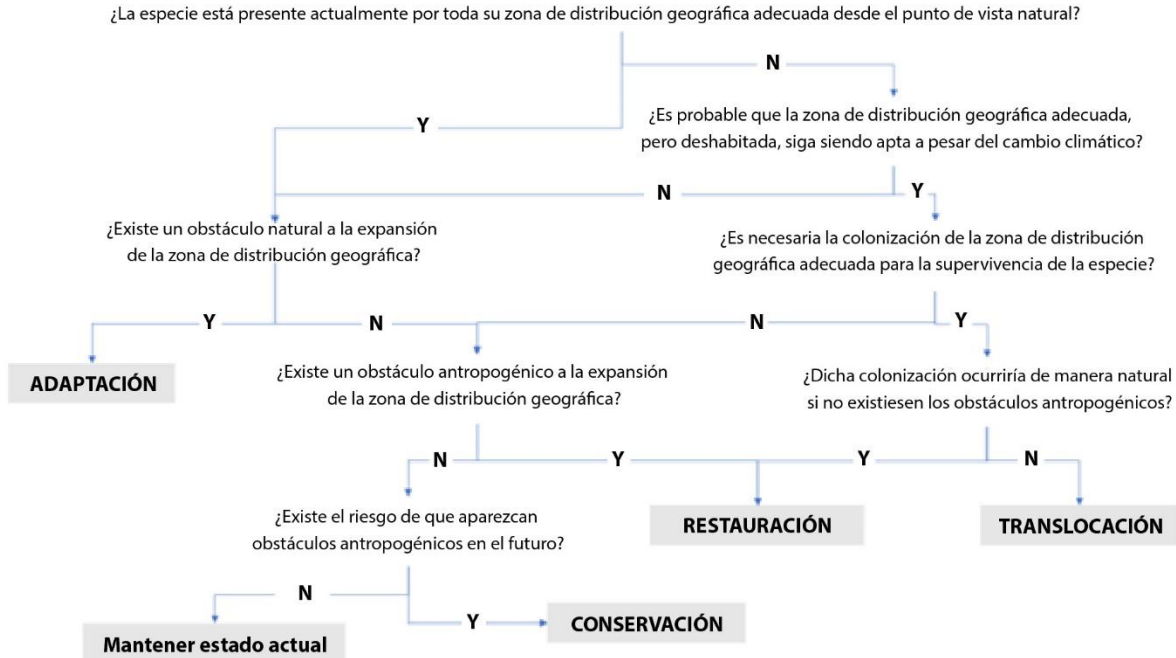 ¿La especie está presente actualmente por toda su zona de distribución geográfica adecuada desde el punto de vista natural?
N
¿Es probable que la zona de distribución geográfica adecuada,
pero deshabitada, siga siendo apta a pesar del cambio climático?
Y
N
Y
¿Existe un obstáculo natural a la expansión
de la zona de distribución geográfica?
¿Es necesaria la colonización de la zona de distribución
geográfica adecuada para la supervivencia de la especie?
Y
N
N
Y
ADAPTACIÓN
¿Existe un obstáculo antropogénico a la expansión
de la zona de distribución geográfica?
¿Dicha colonización ocurriría de manera natural
si no existiesen los obstáculos antropogénicos?
N
Y
Y
N
¿Existe el riesgo de que aparezcan
obstáculos antropogénicos en el futuro?
RESTAURACIÓN
TRANSLOCACIÓN
N
Y
CONSERVACIÓN
Mantener estado actual